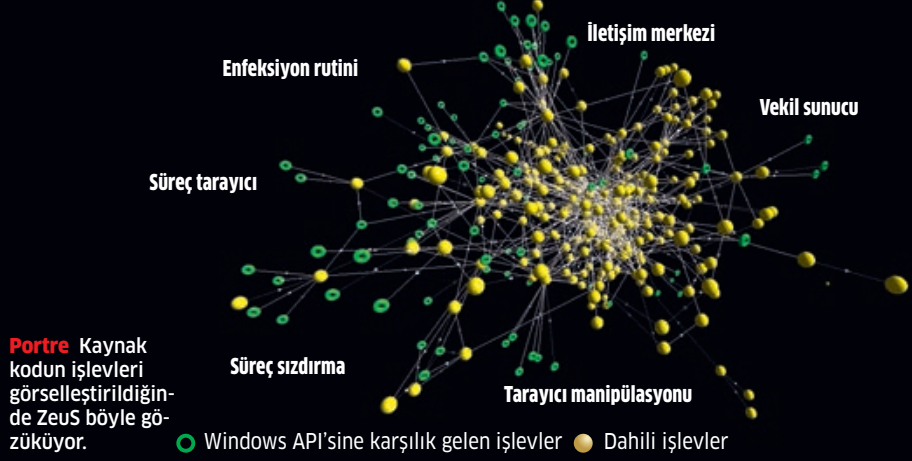 İletişim merkezi
Enfeksiyon rutini
Vekil sunucu
Süreç tarayıcı
Süreç sızdırma
Tarayıcı manipülasyonu
Portre Kaynak
kodun işlevleri
görselleştirildiğin-
de ZeuS böyle gö-
züküyor.
Windows API'sine karşılık gelen işlevler
Dahili işlevler